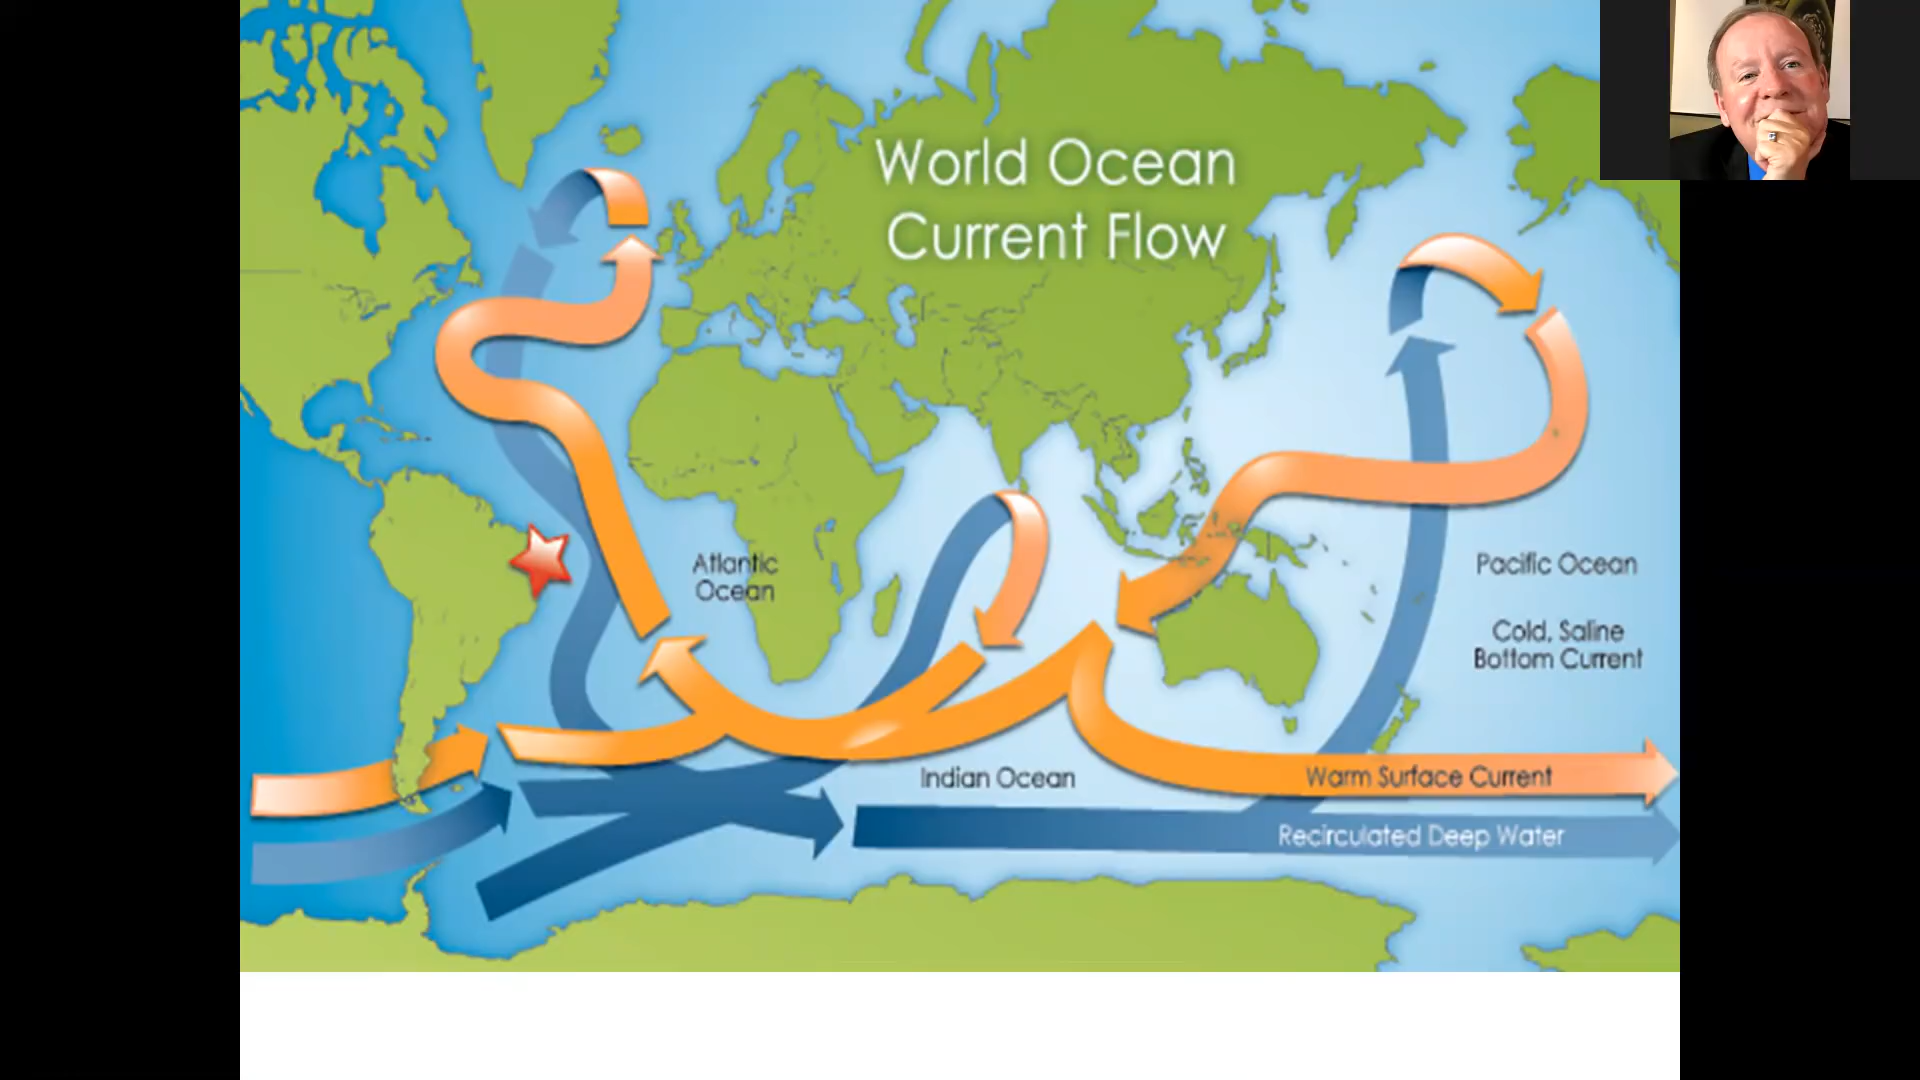 World Ocean
Current Flow
Atlantic
Ocean
Pacific Ocean
Cold, Saline
Bottom Current
Indian Ocean
Warm Surface Current
Recirculated Deep Water